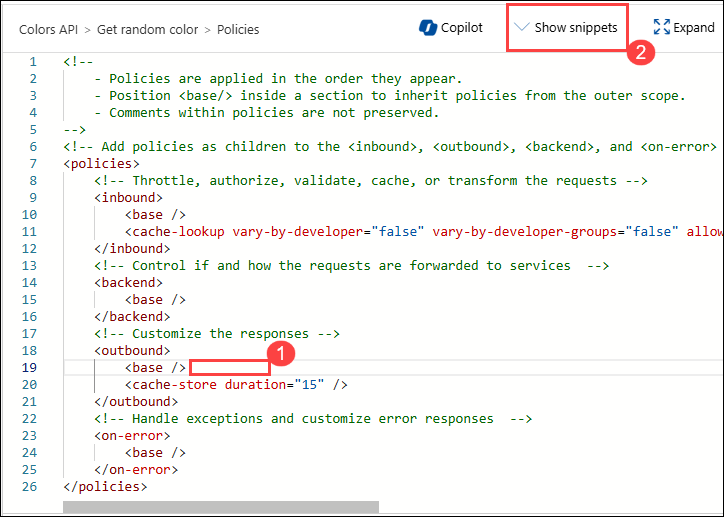 Colors API > Get random color > Policies
Copilot
Show snippets
Expand
2
1 <!--
2     - Policies are applied in the order they appear.
3     - Position <base/> inside a section to inherit policies from the outer scope.
4     - Comments within policies are not preserved.
5 -->
6 <!-- Add policies as children to the <inbound>, <outbound>, <backend>, and <on-error>
7 <policies>
8     <!-- Throttle, authorize, validate, cache, or transform the requests -->
9     <inbound>
10         <base />
11         <cache-lookup vary-by-developer="false" vary-by-developer-groups="false" allow
12     </inbound>
13     <!-- Control if and how the requests are forwarded to services  -->
14     <backend>
15         <base />
16     </backend>
17     <!-- Customize the responses -->
18     <outbound>
1
19         <base />
20         <cache-store duration="15" />
21     </outbound>
22     <!-- Handle exceptions and customize error responses  -->
23     <on-error>
24         <base />
25     </on-error>
26 </policies>